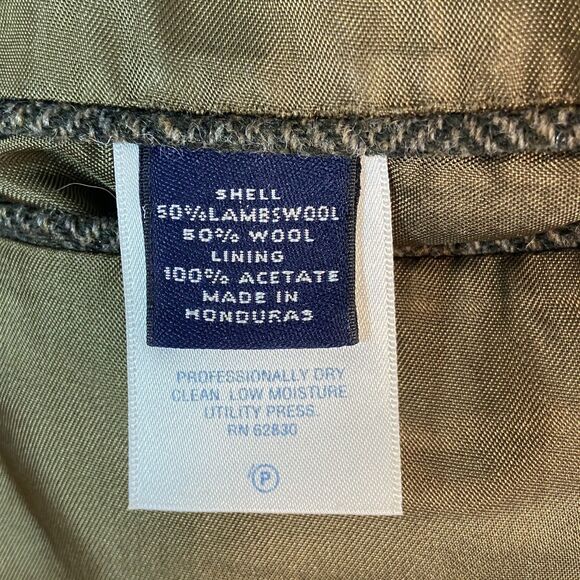 SHELL
50% LAMBSWOOL
50% WOOL
LINING
100% ACETATE
MADE IN
HONDURAS
PROFESSIONALLY DRY
CLEAN. LOW MOISTURE
UTILITY PRESS.
RN 62830
P